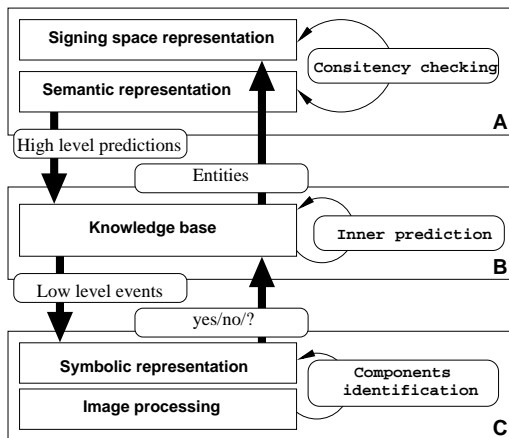 Signing space representation
Consitency checking
Semantic representation
A
High level predictions
Entities
Knowledge base
Inner prediction
B
Low level events
yes/no/?
Symbolic representation
Components
identification
Image processing
C